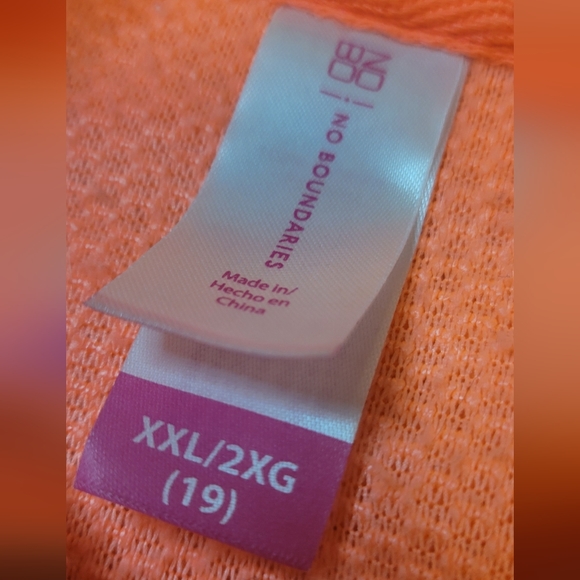 NO
BO
NO BOUNDARIES
Made in/
Hecho en
China
XXL/2XG
(19)